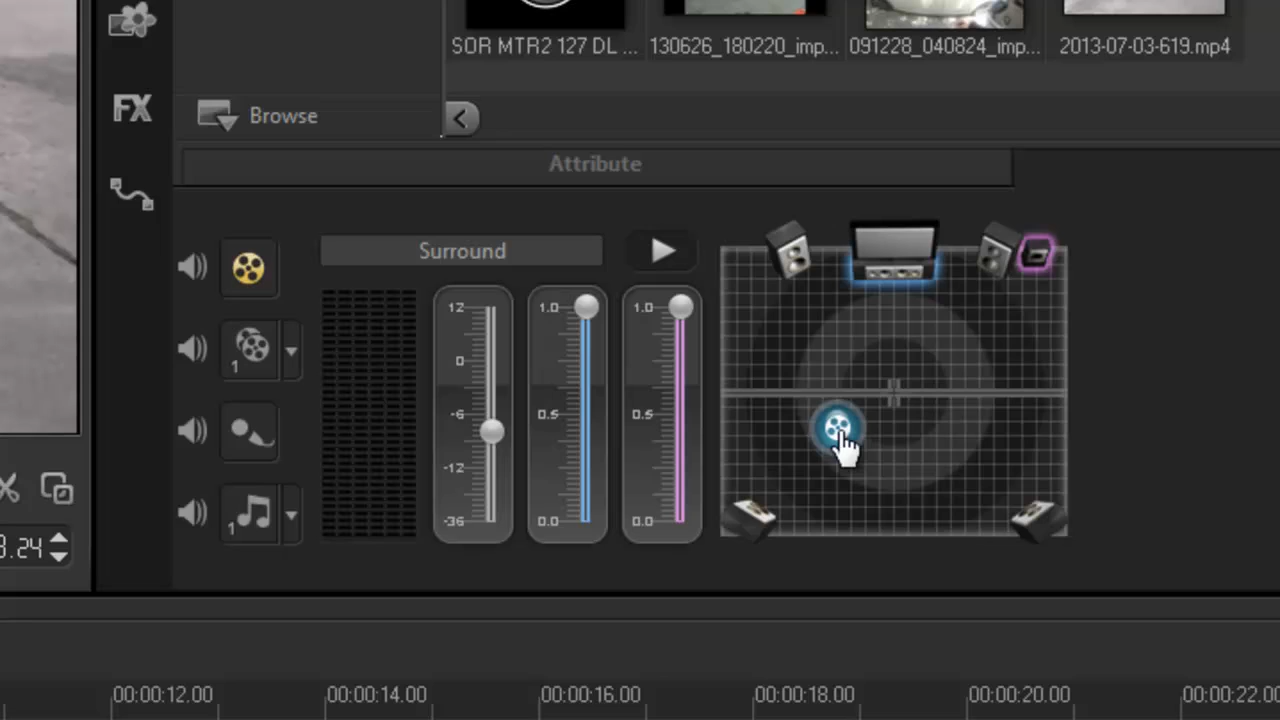 SOR MTR2 127 DL ...
130626_180220_imp...
091228_040824_imp...
2013-07-03-619.mp4
FX
Browse
Attribute
Surround
12
0
-6
-12
-36
1.0
0.5
0.0
1.0
0.5
0.0
1
1
3.24
00:00:12.00
00:00:14.00
00:00:16.00
00:00:18.00
00:00:20.00
00:00:22.00